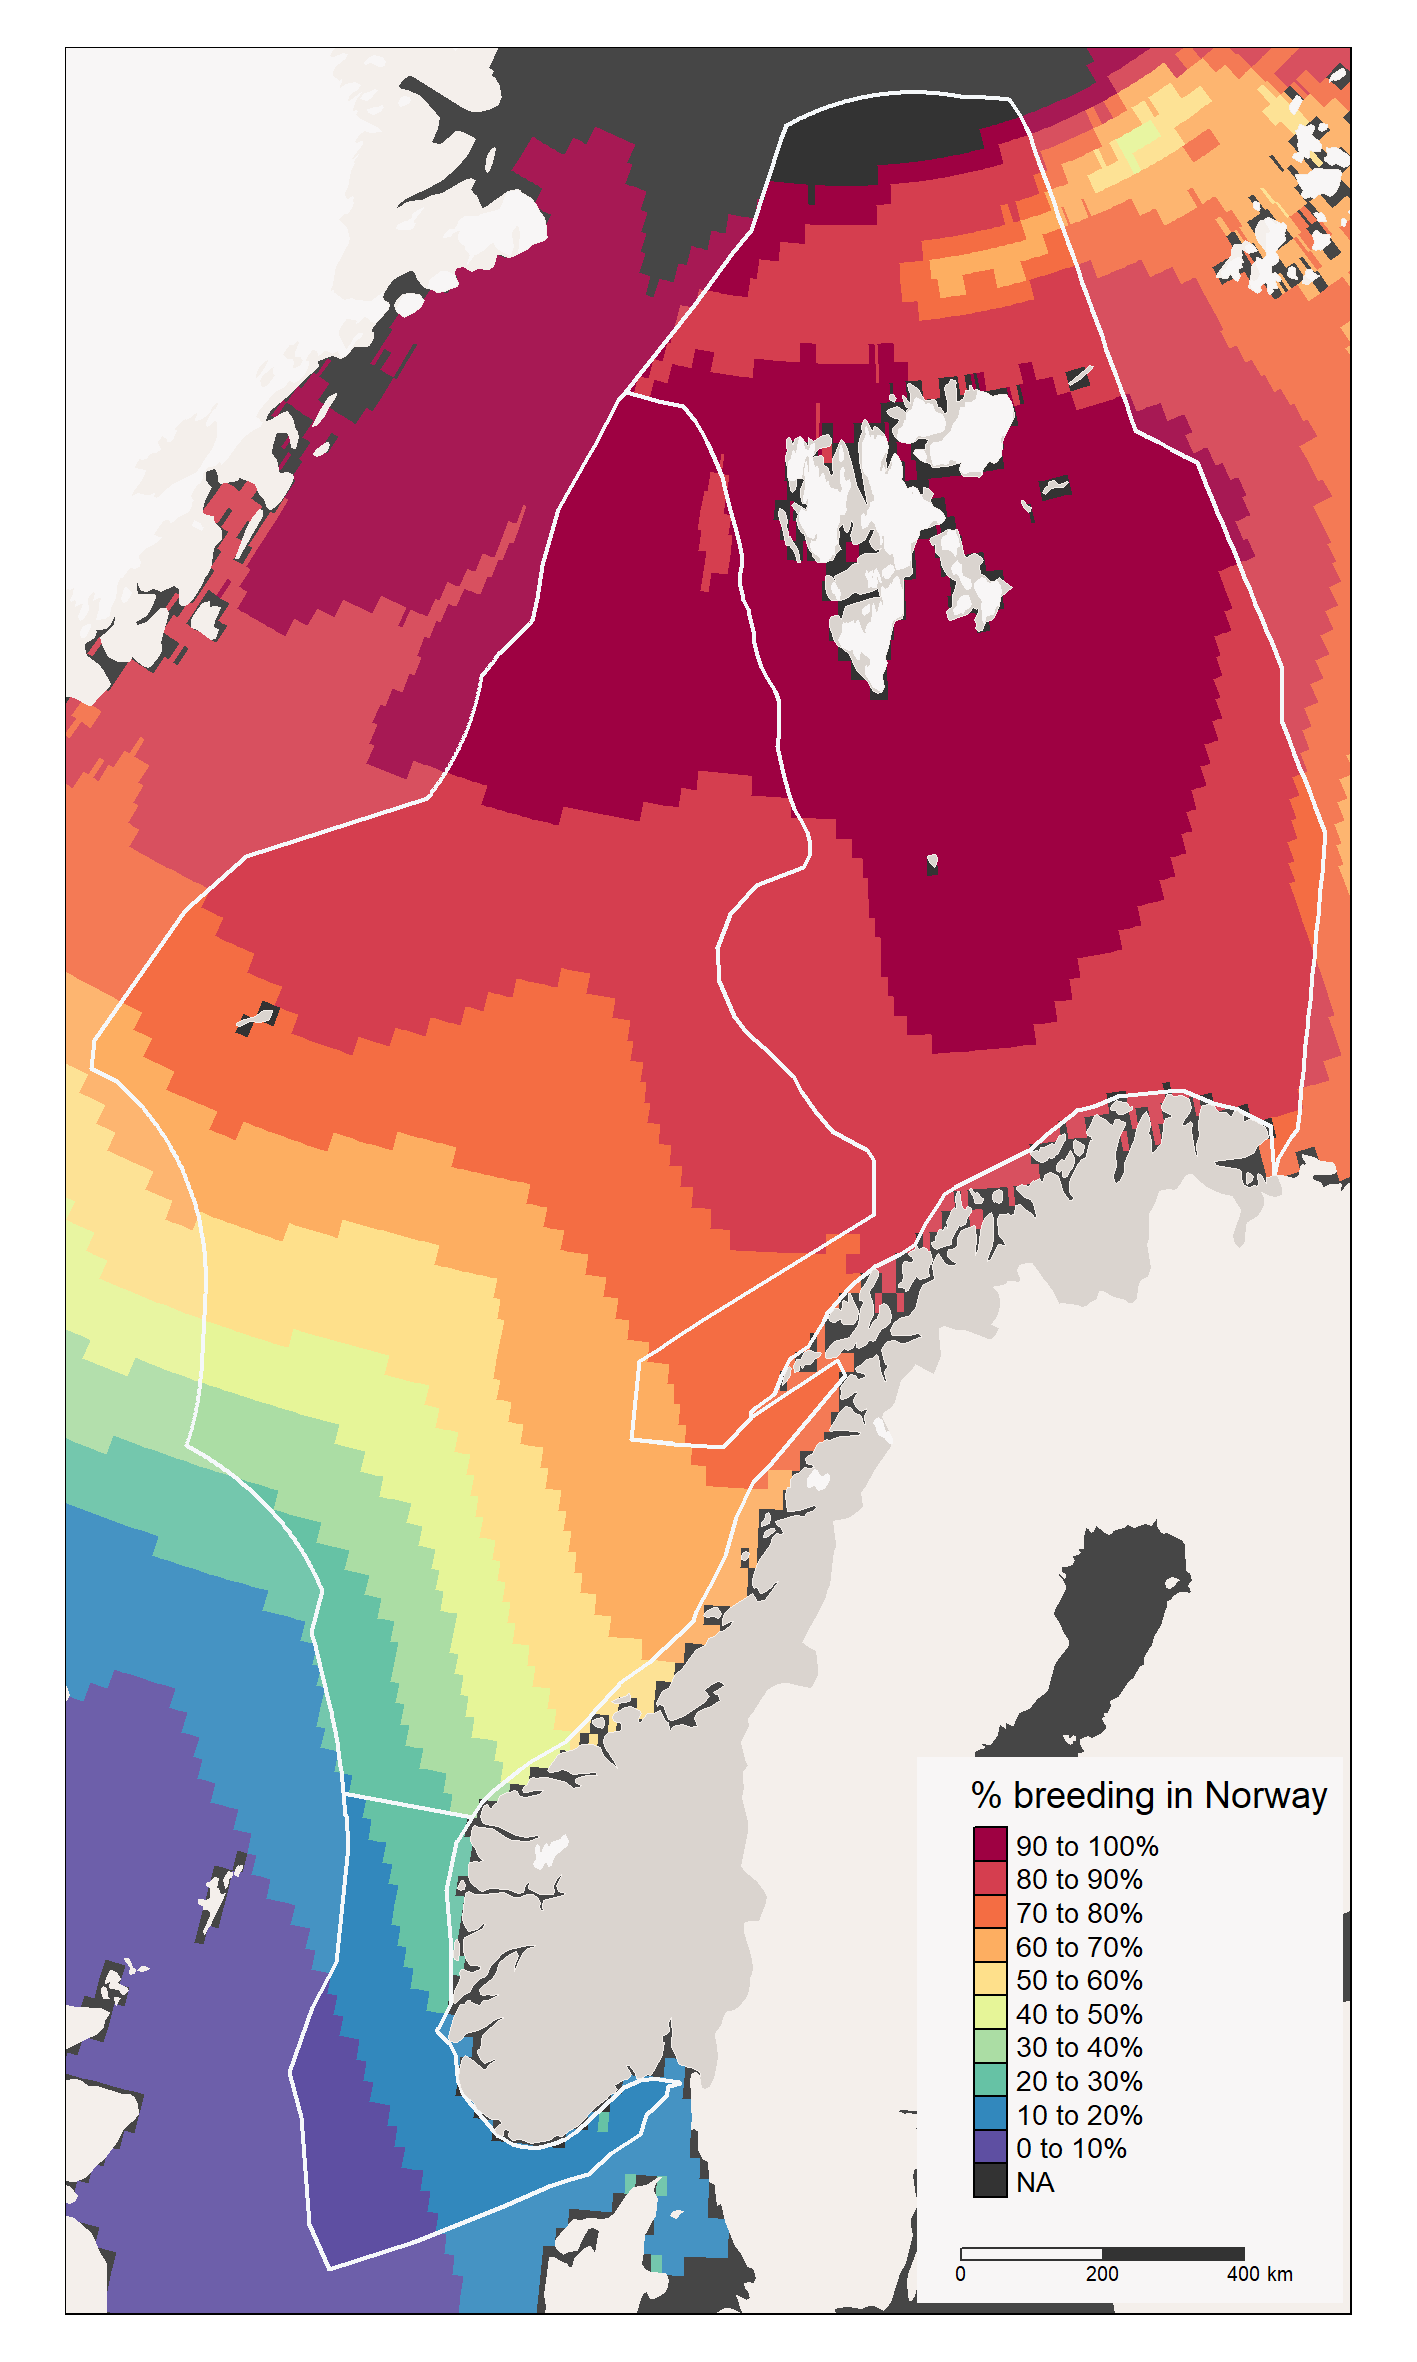 % breeding in Norway
90 to 100%
80 to 90%
70 to 80%
60 to 70%
50 to 60%
40 to 50%
30 to 40%
20 to 30%
10 to 20%
0 to 10%
NA
0 200 400 km